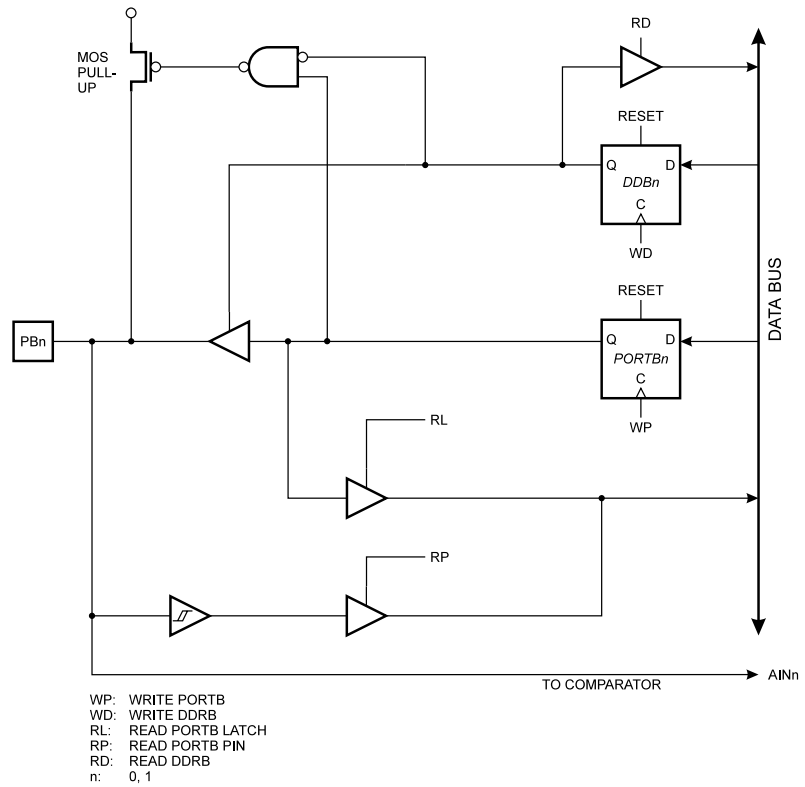 RD
MOS
PULL-
UP
RESET
Q D
DDBn
C
WD
DATA BUS
RESET
PBn
Q D
PORTBn
C
WP
RL
RP
TO COMPARATOR
AINn
WP: WRITE PORTB
WD: WRITE DDRB
RL: READ PORTB LATCH
RP: READ PORTB PIN
RD: READ DDRB
n: 0, 1